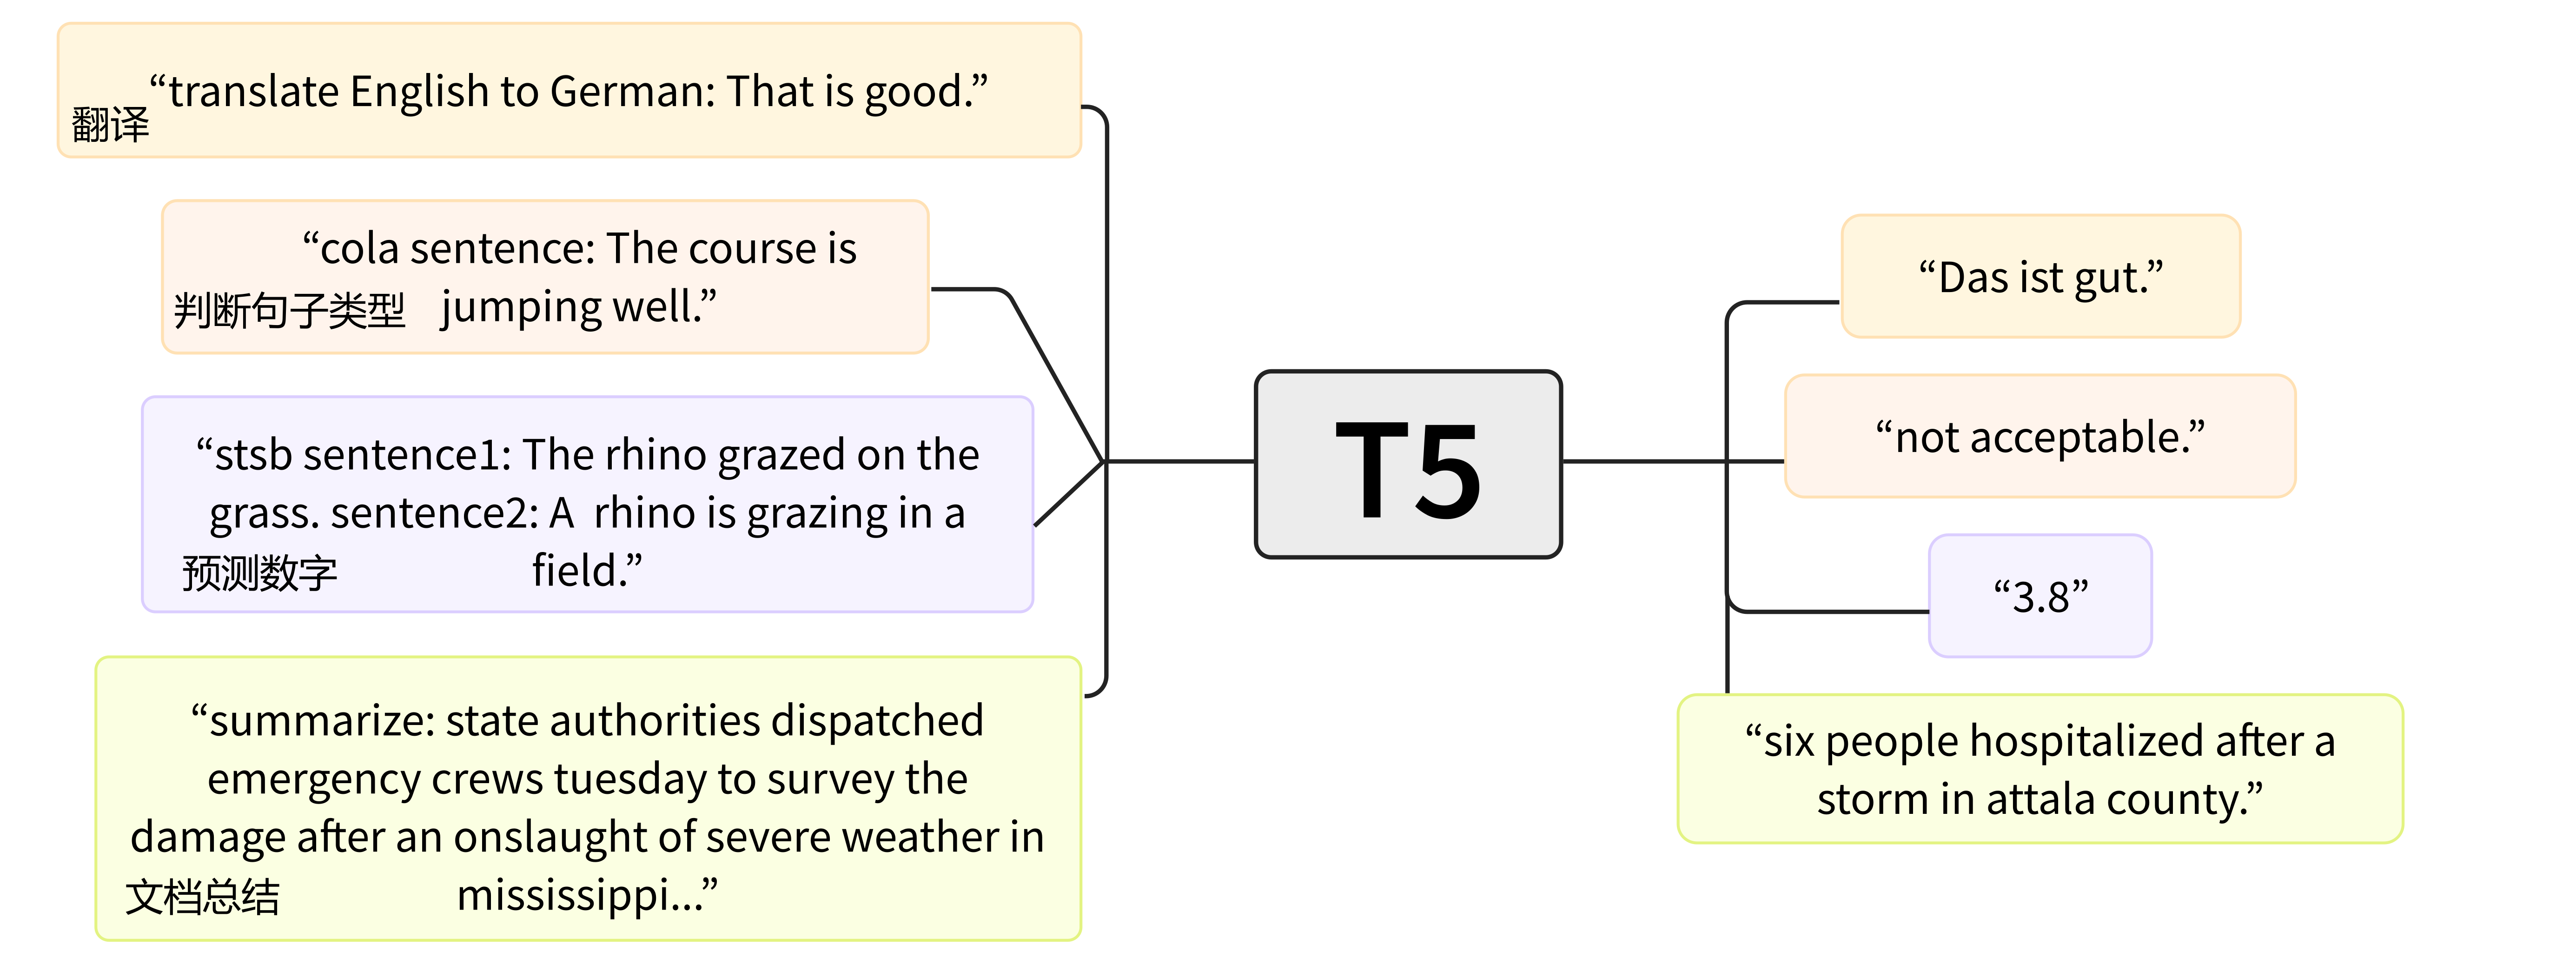 “translate English to German: That is good.”
翻译
“cola sentence: The course is
判断句子类型 jumping well.”
“stsb sentence1: The rhino grazed on the
grass. sentence2: A  rhino is grazing in a
预测数字 field.”
“summarize: state authorities dispatched
emergency crews tuesday to survey the
damage after an onslaught of severe weather in
文档总结 mississippi...”
T5
“Das ist gut.”
“not acceptable.”
“3.8”
“six people hospitalized after a
storm in attala county.”